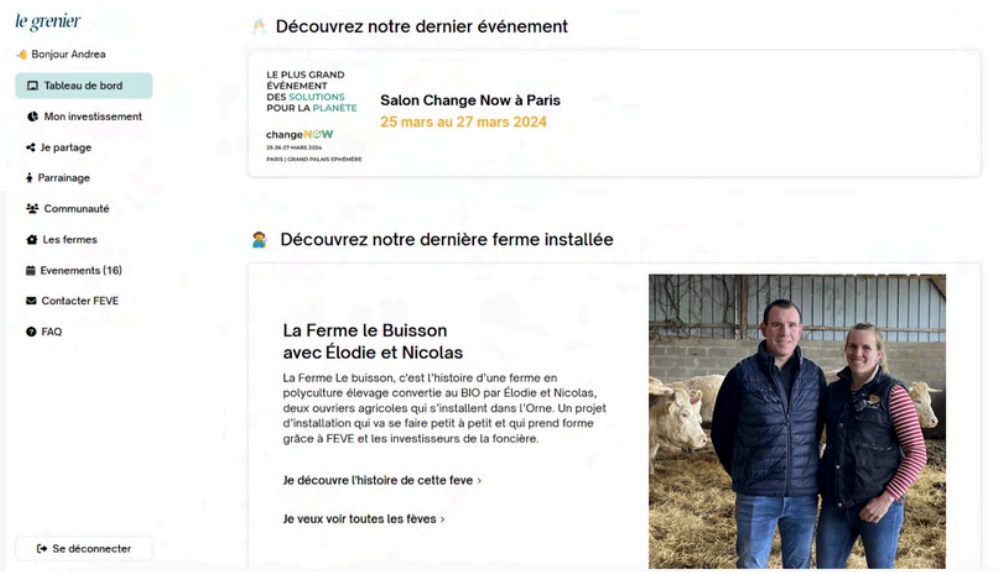 le grenier
Bonjour Andrea
Tableau de bord
Mon investissement
Je partage
Parrainage
Communauté
Les fermes
Evenements (16)
Contacter FEVE
FAQ
Se déconnecter
Découvrez notre dernier événement
LE PLUS GRAND
ÉVÉNEMENT
DES SOLUTIONS
POUR LA PLANÈTE
changeNOW
25-26-27 MARS 2024
PARIS | GRAND PALAIS EPHÉMÈRE
Salon Change Now à Paris
25 mars au 27 mars 2024
Découvrez notre dernière ferme installée
La Ferme le Buisson
avec Élodie et Nicolas
La Ferme Le buisson, c'est l'histoire d'une ferme en
polyculture élevage convertie au BIO par Élodie et Nicolas,
deux ouvriers agricoles qui s'installent dans l'Orne. Un projet
d'installation qui va se faire petit à petit et qui prend forme
grâce à FEVE et les investisseurs de la foncière.
Je découvre l'histoire de cette feve ›
Je veux voir toutes les fèves ›